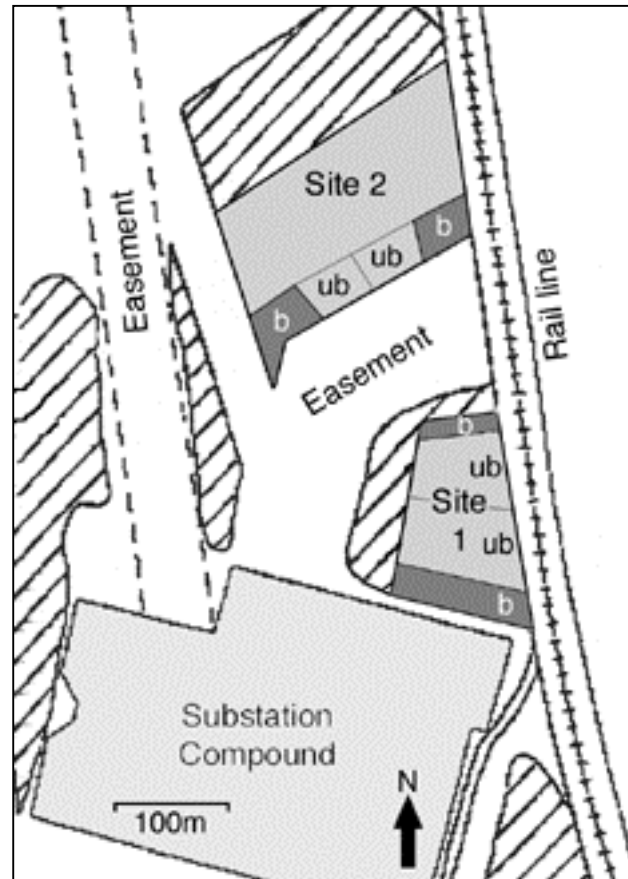 Site 2
b
ub
ub
b
Easement
Easement
Rail line
b
ub
Site
1
ub
b
Substation
Compound
N
100m